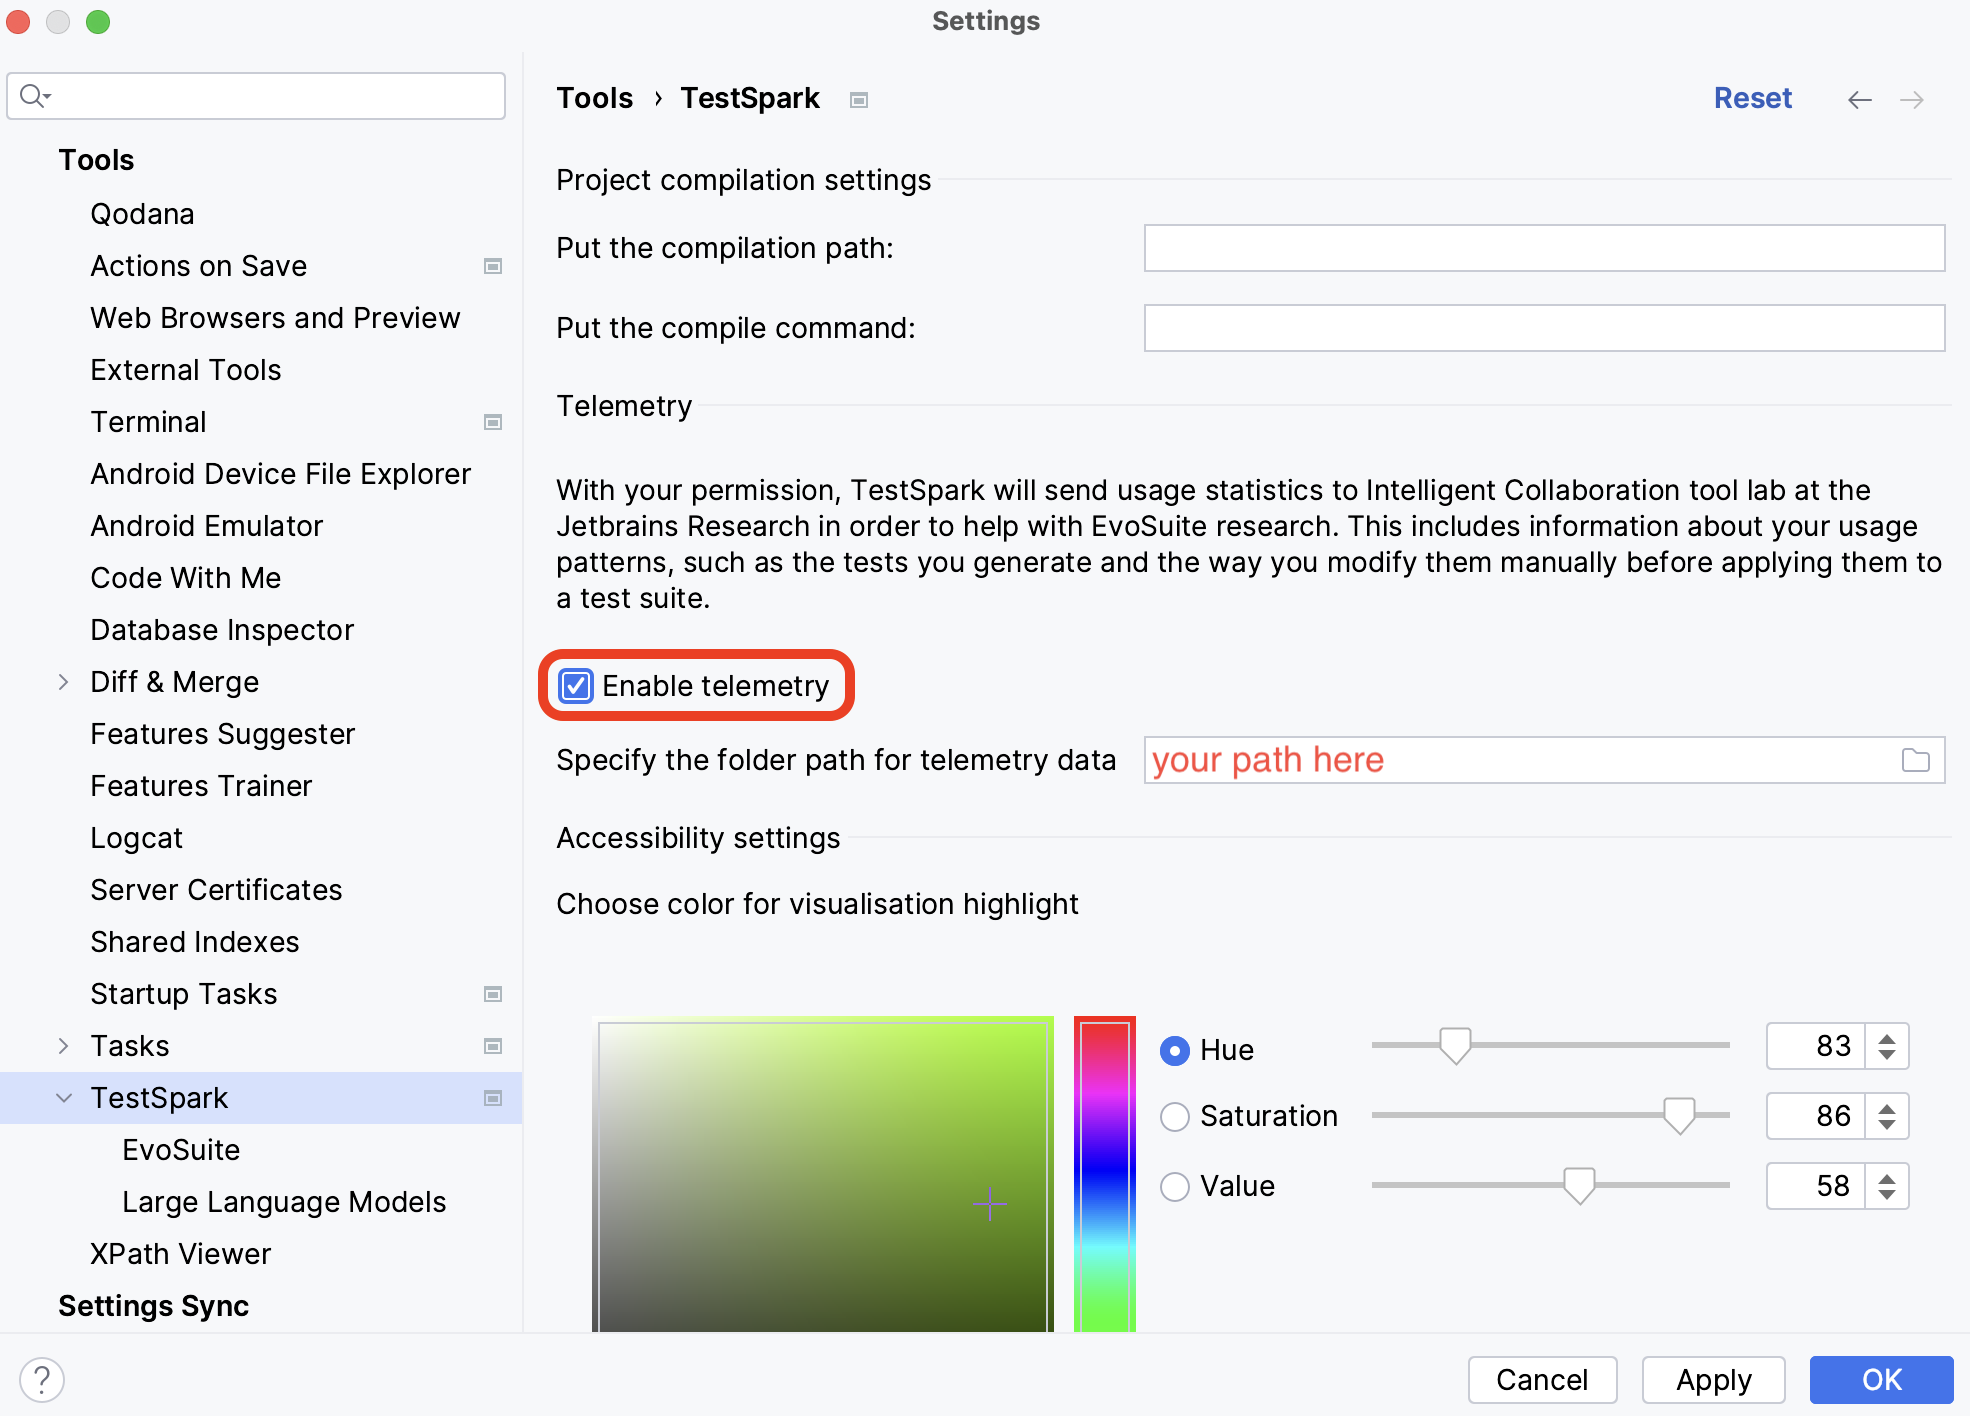 Settings
Tools
Qodana
Actions on Save
Web Browsers and Preview
External Tools
Terminal
Android Device File Explorer
Android Emulator
Code With Me
Database Inspector
Diff & Merge
Features Suggester
Features Trainer
Logcat
Server Certificates
Shared Indexes
Startup Tasks
Tasks
TestSpark
EvoSuite
Large Language Models
XPath Viewer
Settings Sync
Tools › TestSpark
Reset
Project compilation settings
Put the compilation path:
Put the compile command:
Telemetry
With your permission, TestSpark will send usage statistics to Intelligent Collaboration tool lab at the
Jetbrains Research in order to help with EvoSuite research. This includes information about your usage
patterns, such as the tests you generate and the way you modify them manually before applying them to
a test suite.
Enable telemetry
Specify the folder path for telemetry data your path here
Accessibility settings
Choose color for visualisation highlight
Hue 83
Saturation 86
Value 58
?
Cancel
Apply
OK